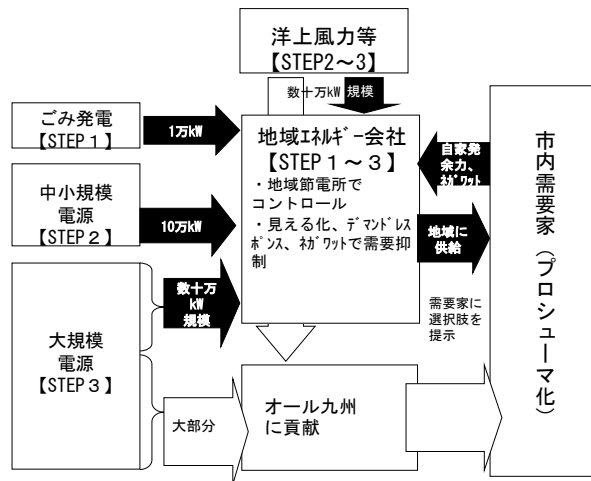 洋上風力等
【STEP2～3】
数十万kW 規模
ごみ発電
【STEP１】
1万kW
中小規模
電源
【STEP２】
10万kW
大規模
電源
【STEP３】
数十万
kW
規模
地域ｴﾈﾙｷﾞｰ会社
【STEP１～３】
・地域節電所で
コントロール
・見える化、ﾃﾞﾏﾝﾄﾞﾚｽ
ﾎﾟﾝｽ、ﾈｶﾞﾜｯﾄで需要抑
制
自家発
余力、
ﾈｶﾞﾜｯﾄ
地域に
供給
需要家に
選択肢を
提示
大部分
オール九州
に貢献
市内需要家（プロシューマ化）